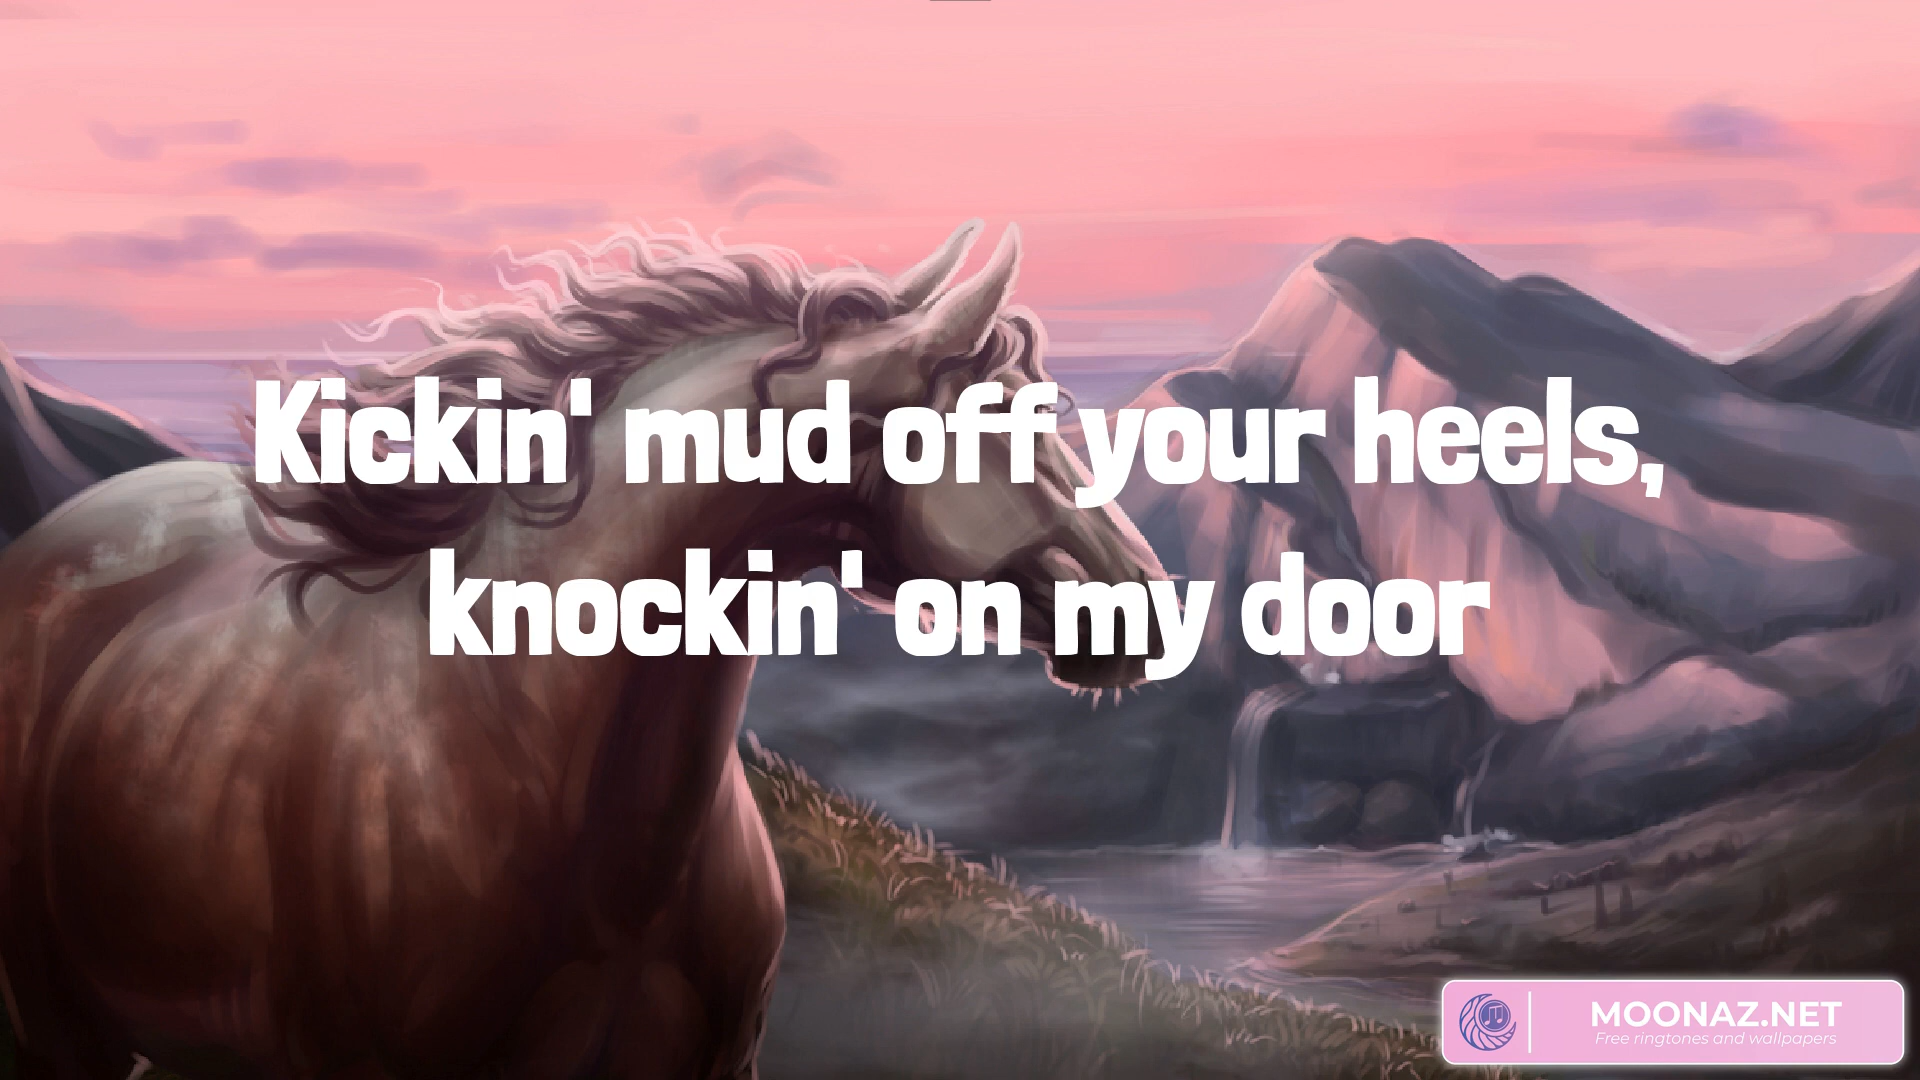 Kickin' mud off your heels,
knockin' on my door
MOONAZ.NET
Free ringtones and wallpapers